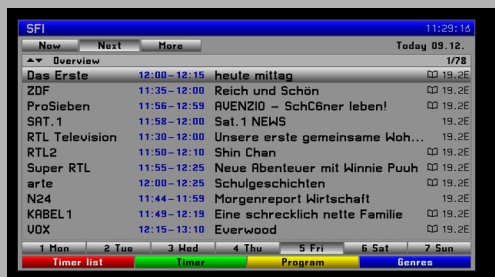 SFI 11:29:16
Now Next More Today 09.12.
Overview 1/78
Das Erste 12:00-12:15 heute mittag 19.2E
ZDF 11:35-12:00 Reich und Schön 19.2E
ProSieben 11:56-12:59 AVENZIO - SchC6ner leben! 19.2E
SAT.1 11:58-12:00 Sat.1 NEWS 19.2E
RTL Television 11:30-12:00 Unsere erste gemeinsame Woh... 19.2E
RTL2 11:50-12:10 Shin Chan 19.2E
Super RTL 11:55-12:25 Neue Abenteuer mit Winnie Puuh 19.2E
arte 12:00-12:25 Schulgeschichten 19.2E
N24 11:44-11:59 Morgenreport Wirtschaft 19.2E
KABEL1 11:49-12:19 Eine schrecklich nette Familie 19.2E
VOX 12:15-13:10 Everwood 19.2E
1 Mon 2 Tue 3 Wed 4 Thu 5 Fri 6 Sat 7 Sun
Timer list Timer Program Genres